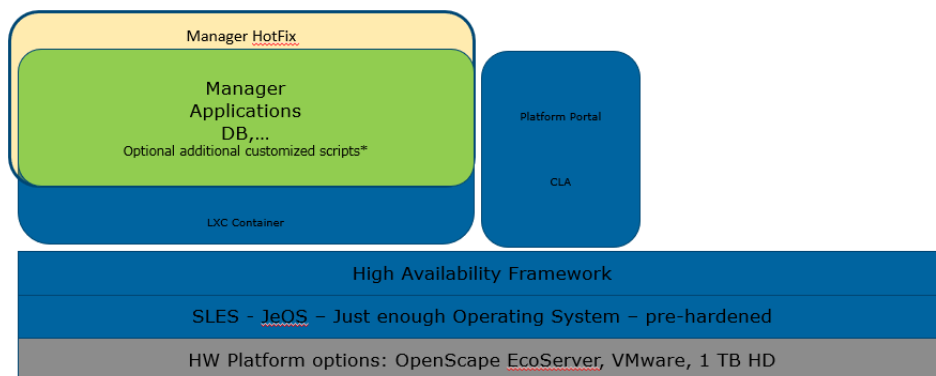 Manager HotFix
Manager
Applications
DB,...
Optional additional customized scripts*
LXC Container
Platform Portal
CLA
High Availability Framework
SLES - JeOS – Just enough Operating System – pre-hardened
HW Platform options: OpenScape EcoServer, VMware, 1 TB HD